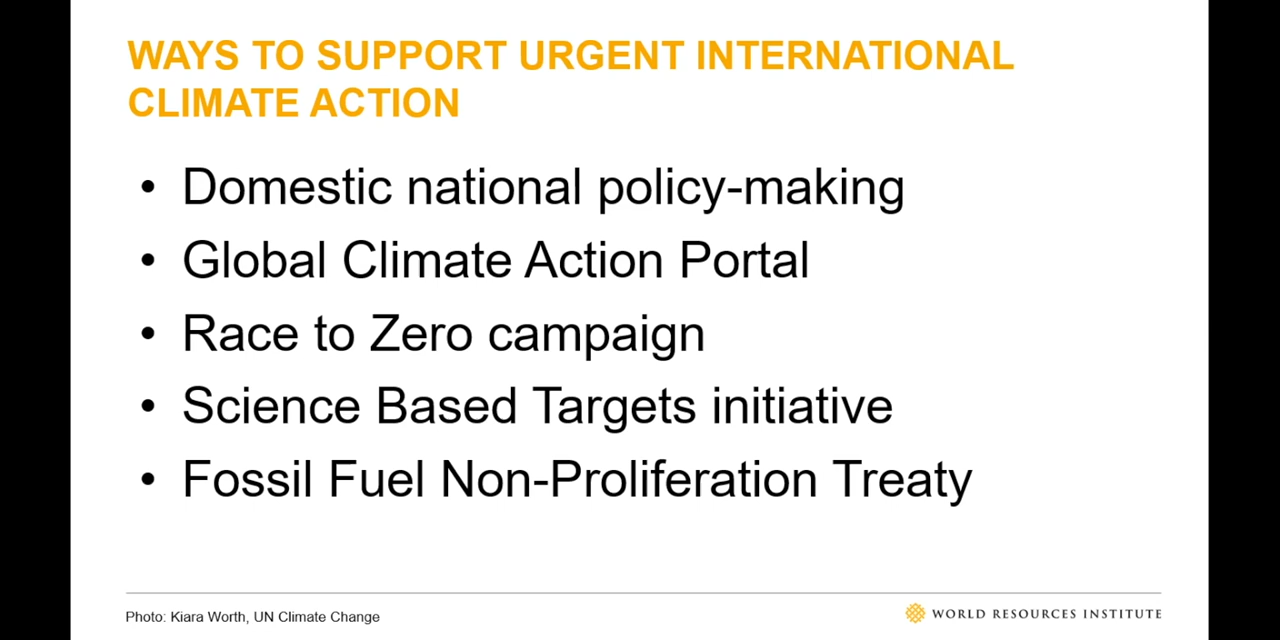 WAYS TO SUPPORT URGENT INTERNATIONAL
CLIMATE ACTION
• Domestic national policy-making
• Global Climate Action Portal
• Race to Zero campaign
• Science Based Targets initiative
• Fossil Fuel Non-Proliferation Treaty
Photo: Kiara Worth, UN Climate Change
WORLD RESOURCES INSTITUTE